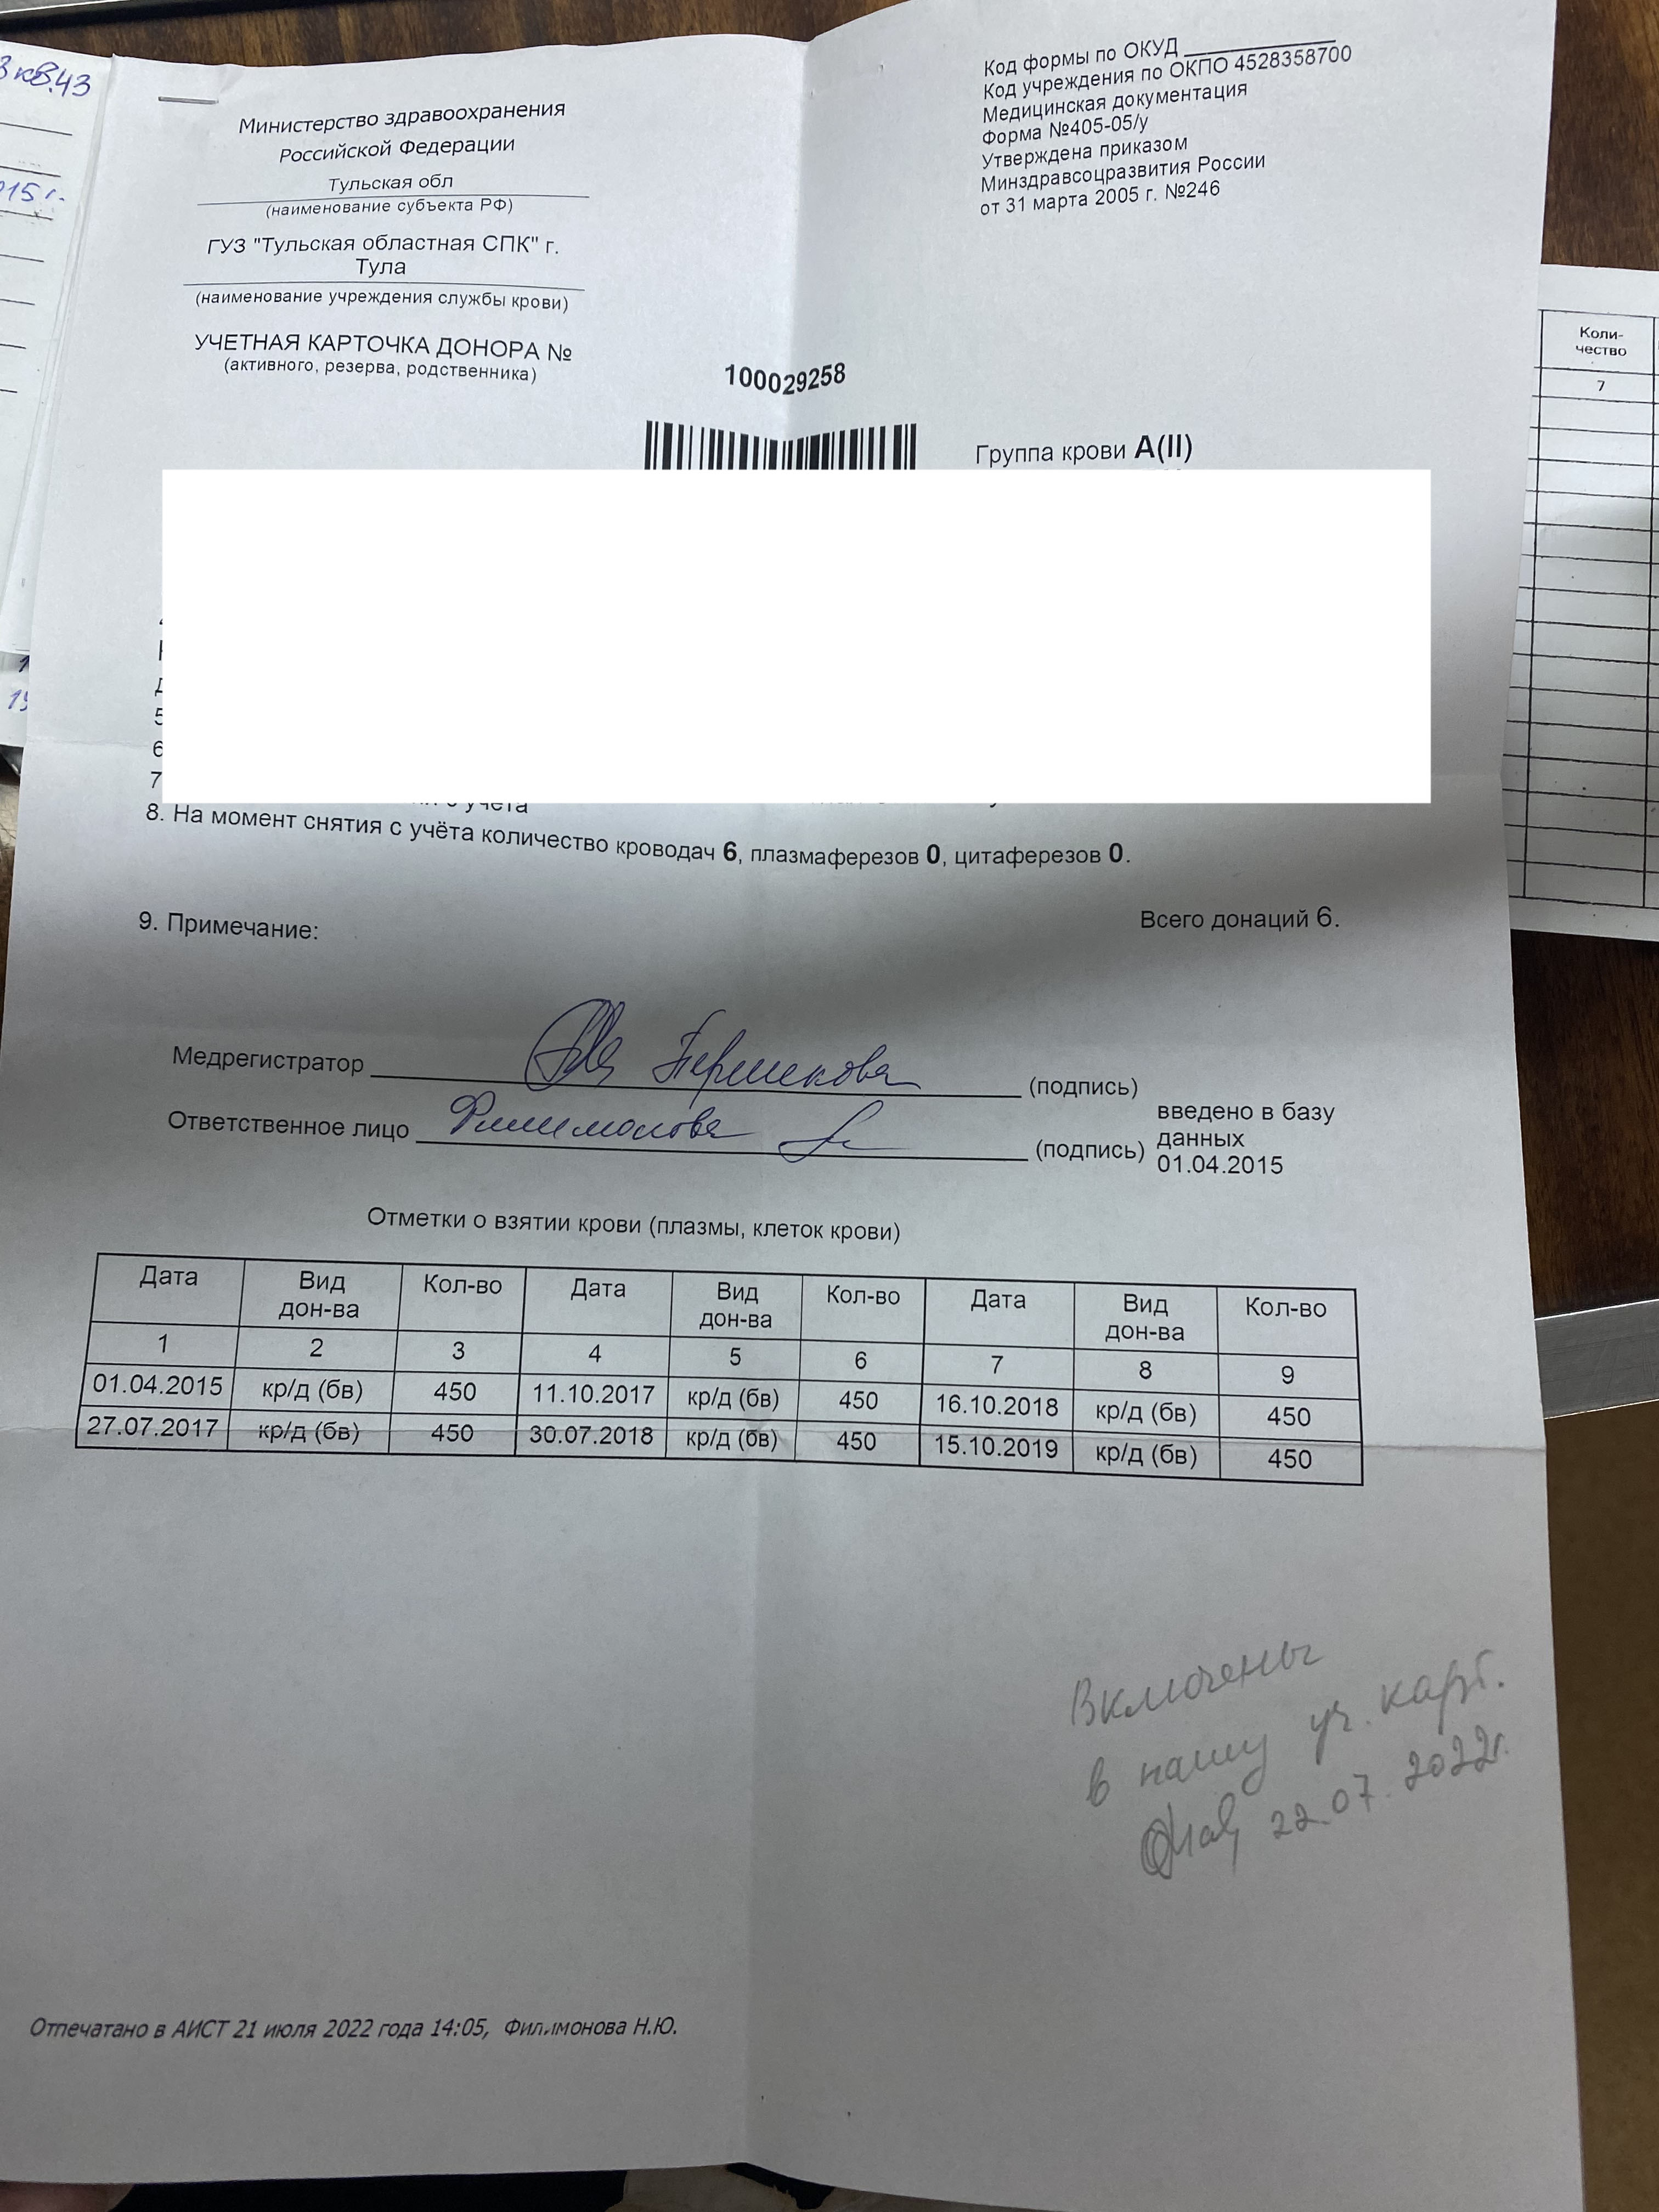 3 кв.43
15 г.
Министерство здравоохранения
Российской Федерации
Тульская обл
(наименование субъекта РФ)
ГУЗ "Тульская областная СПК" г.
Тула
(наименование учреждения службы крови)
УЧЕТНАЯ КАРТОЧКА ДОНОРА №
(активного, резерва, родственника)
100029258
Код формы по ОКУД
Код учреждения по ОКПО 4528358700
Медицинская документация
Форма №405-05/у
Утверждена приказом
Минздравсоцразвития России
от 31 марта 2005 г. №246
Группа крови A(II)
Коли-
чество
7
5
6
7
с учета
8. На момент снятия с учёта количество кроводач 6, плазмаферезов 0, цитаферезов 0.
9. Примечание:
Всего донаций 6.
Медрегистратор (подпись)
Ответственное лицо Филимонова (подпись)
введено в базу
данных
01.04.2015
Отметки о взятии крови (плазмы, клеток крови)
Дата Вид дон-ва Кол-во Дата Вид дон-ва Кол-во Дата Вид дон-ва Кол-во
1 2 3 4 5 6 7 8 9
01.04.2015 кр/д (бв) 450 11.10.2017 кр/д (бв) 450 16.10.2018 кр/д (бв) 450
27.07.2017 кр/д (бв) 450 30.07.2018 кр/д (бв) 450 15.10.2019 кр/д (бв) 450
Включены
в нашу уч. карт.
22.07.2022г.
Отпечатано в АИСТ 21 июля 2022 года 14:05, Филимонова Н.Ю.